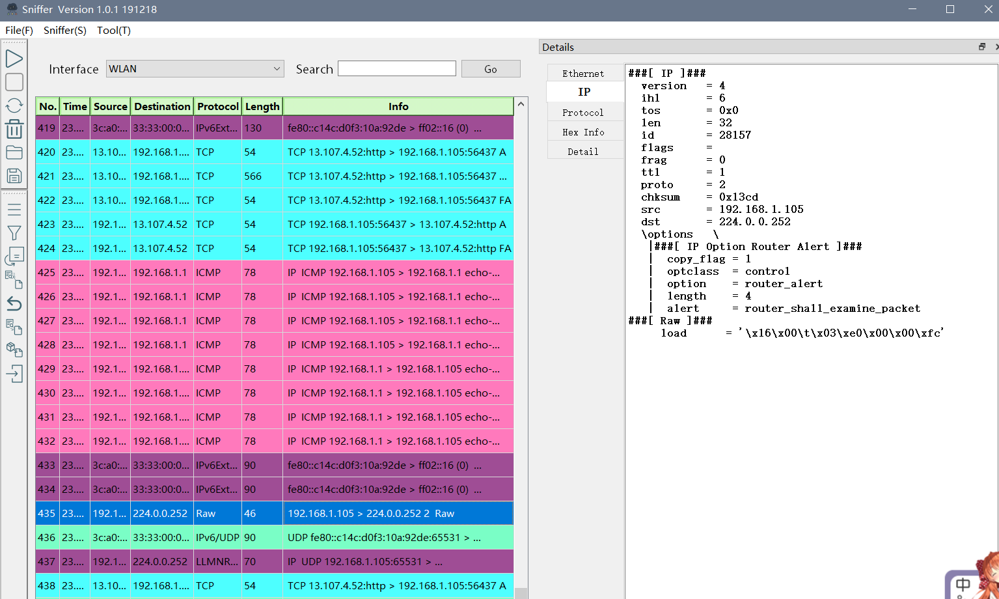 Sniffer Version 1.0.1 191218
File(F) Sniffer(S) Tool(T)
Interface WLAN Search Go
No. Time Source Destination Protocol Length Info
419 23.... 3c:a0:... 33:33:00:0... IPv6Ext... 130 fe80::c14c:d0f3:10a:92de > ff02::16 (0) ...
420 23.... 13.10... 192.168.1.... TCP 54 TCP 13.107.4.52:http > 192.168.1.105:56437 A
421 23.... 13.10... 192.168.1.... TCP 566 TCP 13.107.4.52:http > 192.168.1.105:56437 ...
422 23.... 13.10... 192.168.1.... TCP 54 TCP 13.107.4.52:http > 192.168.1.105:56437 FA
423 23.... 192.1... 13.107.4.52 TCP 54 TCP 192.168.1.105:56437 > 13.107.4.52:http A
424 23.... 192.1... 13.107.4.52 TCP 54 TCP 192.168.1.105:56437 > 13.107.4.52:http FA
425 23.... 192.1... 192.168.1.1 ICMP 78 IP ICMP 192.168.1.105 > 192.168.1.1 echo-...
426 23.... 192.1... 192.168.1.1 ICMP 78 IP ICMP 192.168.1.105 > 192.168.1.1 echo-...
427 23.... 192.1... 192.168.1.1 ICMP 78 IP ICMP 192.168.1.105 > 192.168.1.1 echo-...
428 23.... 192.1... 192.168.1.1 ICMP 78 IP ICMP 192.168.1.105 > 192.168.1.1 echo-...
429 23.... 192.1... 192.168.1.... ICMP 78 IP ICMP 192.168.1.1 > 192.168.1.105 echo-...
430 23.... 192.1... 192.168.1.... ICMP 78 IP ICMP 192.168.1.1 > 192.168.1.105 echo-...
431 23.... 192.1... 192.168.1.... ICMP 78 IP ICMP 192.168.1.1 > 192.168.1.105 echo-...
432 23.... 192.1... 192.168.1.... ICMP 78 IP ICMP 192.168.1.1 > 192.168.1.105 echo-...
433 23.... 3c:a0:... 33:33:00:0... IPv6Ext... 90 fe80::c14c:d0f3:10a:92de > ff02::16 (0) ...
434 23.... 3c:a0:... 33:33:00:0... IPv6Ext... 90 fe80::c14c:d0f3:10a:92de > ff02::16 (0) ...
435 23.... 192.1... 224.0.0.252 Raw 46 192.168.1.105 > 224.0.0.252 2 Raw
436 23.... 3c:a0:... 33:33:00:0... IPv6/UDP 90 UDP fe80::c14c:d0f3:10a:92de:65531 > ...
437 23.... 192.1... 224.0.0.252 LLMNR... 70 IP UDP 192.168.1.105:65531 > ...
438 23.... 13.10... 192.168.1.... TCP 54 TCP 13.107.4.52:http > 192.168.1.105:56437 A
Details
Ethernet
IP
Protocol
Hex Info
Detail
###[ IP ]###
version = 4
ihl = 6
tos = 0x0
len = 32
id = 28157
flags =
frag = 0
ttl = 1
proto = 2
chksum = 0x13cd
src = 192.168.1.105
dst = 224.0.0.252
\options \
|###[ IP Option Router Alert ]###
| copy_flag = 1
| optclass = control
| option = router_alert
| length = 4
| alert = router_shall_examine_packet
###[ Raw ]###
load = '\x16\x00\t\x03\xe0\x00\x00\xfc'
中